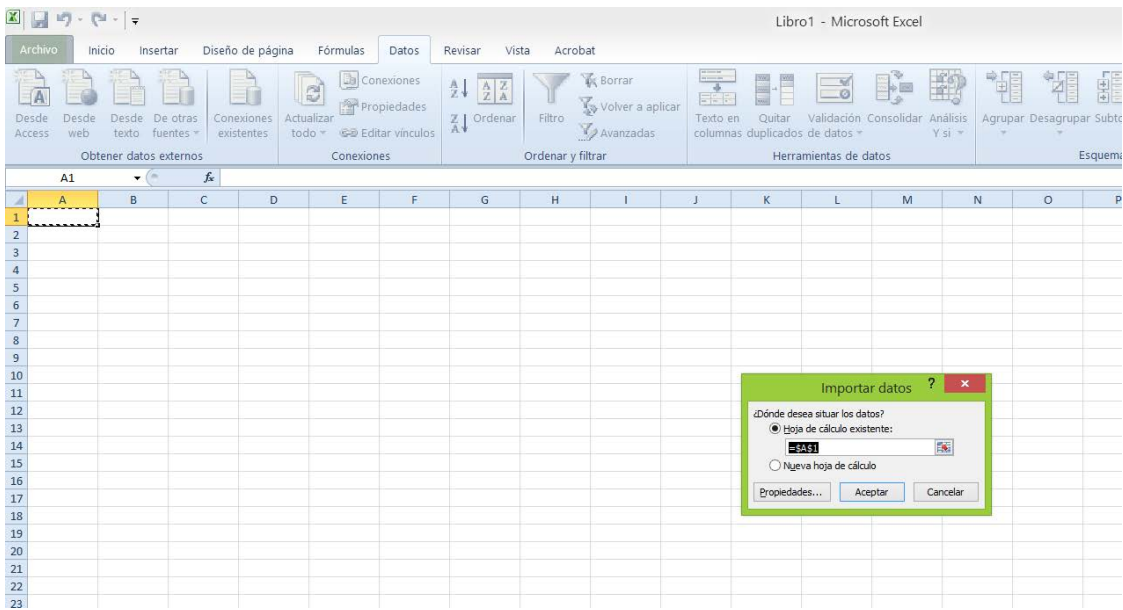 Libro1 - Microsoft Excel
Archivo Inicio Insertar Diseño de página Fórmulas Datos Revisar Vista Acrobat
Desde Access
Desde web
Desde texto
De otras fuentes
Conexiones existentes
Obtener datos externos
Actualizar todo
Conexiones
Propiedades
Editar vínculos
Conexiones
Ordenar
Filtro
Borrar
Volver a aplicar
Avanzadas
Ordenar y filtrar
Texto en columnas
Quitar duplicados
Validación de datos
Consolidar
Análisis Y si
Herramientas de datos
Agrupar
Desagrupar
Subto
Esquema
A1 fx
A B C D E F G H I J K L M N O P
1
2
3
4
5
6
7
8
9
10
11
12
13
14
15
16
17
18
19
20
21
22
23
Importar datos ? ×
¿Dónde desea situar los datos?
Hoja de cálculo existente:
=$A$1
Nueva hoja de cálculo
Propiedades... Aceptar Cancelar